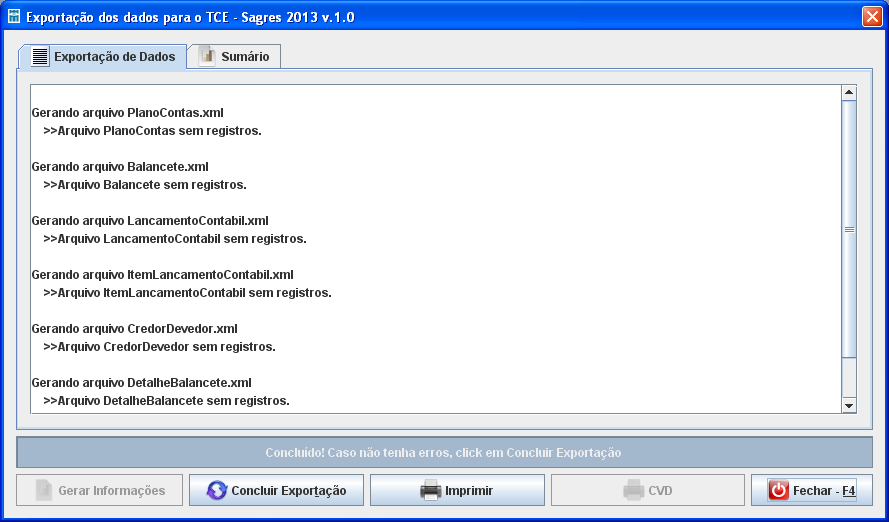 Exportação dos dados para o TCE - Sagres 2013 v.1.0
Exportação de Dados
Sumário
Gerando arquivo PlanoContas.xml
>>Arquivo PlanoContas sem registros.
Gerando arquivo Balancete.xml
>>Arquivo Balancete sem registros.
Gerando arquivo LancamentoContabil.xml
>>Arquivo LancamentoContabil sem registros.
Gerando arquivo ItemLancamentoContabil.xml
>>Arquivo ItemLancamentoContabil sem registros.
Gerando arquivo CredorDevedor.xml
>>Arquivo CredorDevedor sem registros.
Gerando arquivo DetalheBalancete.xml
>>Arquivo DetalheBalancete sem registros.
Concluído! Caso não tenha erros, click em Concluir Exportação
Gerar Informações
Concluir Exportação
Imprimir
CVD
Fechar - F4